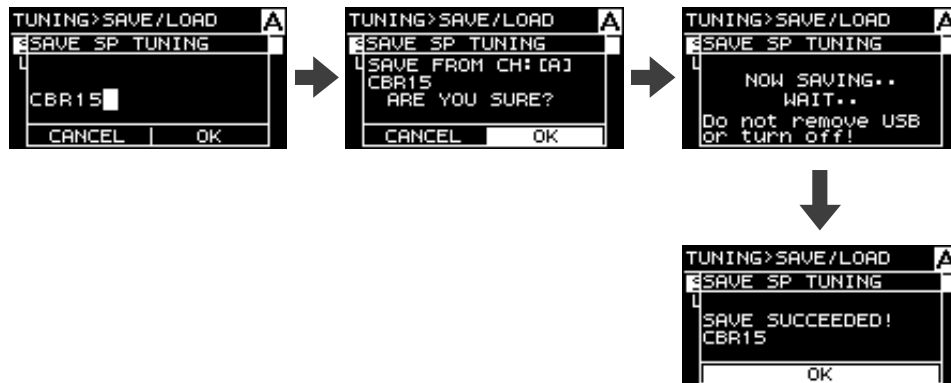 TUNING>SAVE/LOAD A
SAVE SP TUNING
CBR15
CANCEL OK
TUNING>SAVE/LOAD A
SAVE SP TUNING
SAVE FROM CH:[A]
CBR15
ARE YOU SURE?
CANCEL OK
TUNING>SAVE/LOAD A
SAVE SP TUNING
NOW SAVING..
WAIT..
Do not remove USB
or turn off!
TUNING>SAVE/LOAD A
SAVE SP TUNING
SAVE SUCCEEDED!
CBR15
OK